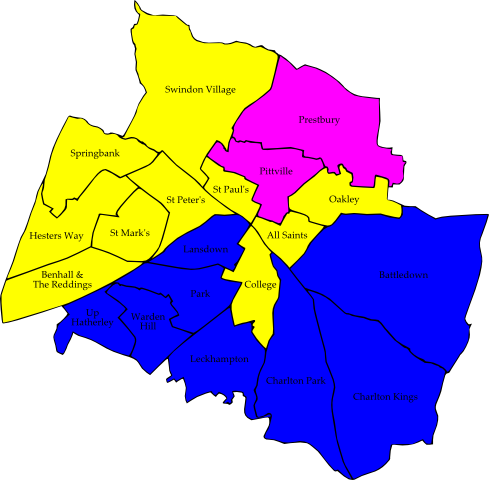 Swindon Village
Prestbury
Springbank
Pittville
St Paul's
St Peter's
Oakley
Hesters Way
St Mark's
All Saints
Lansdown
Battledown
Benhall &
The Reddings
College
Park
Up
Hatherley
Warden
Hill
Leckhampton
Charlton Park
Charlton Kings